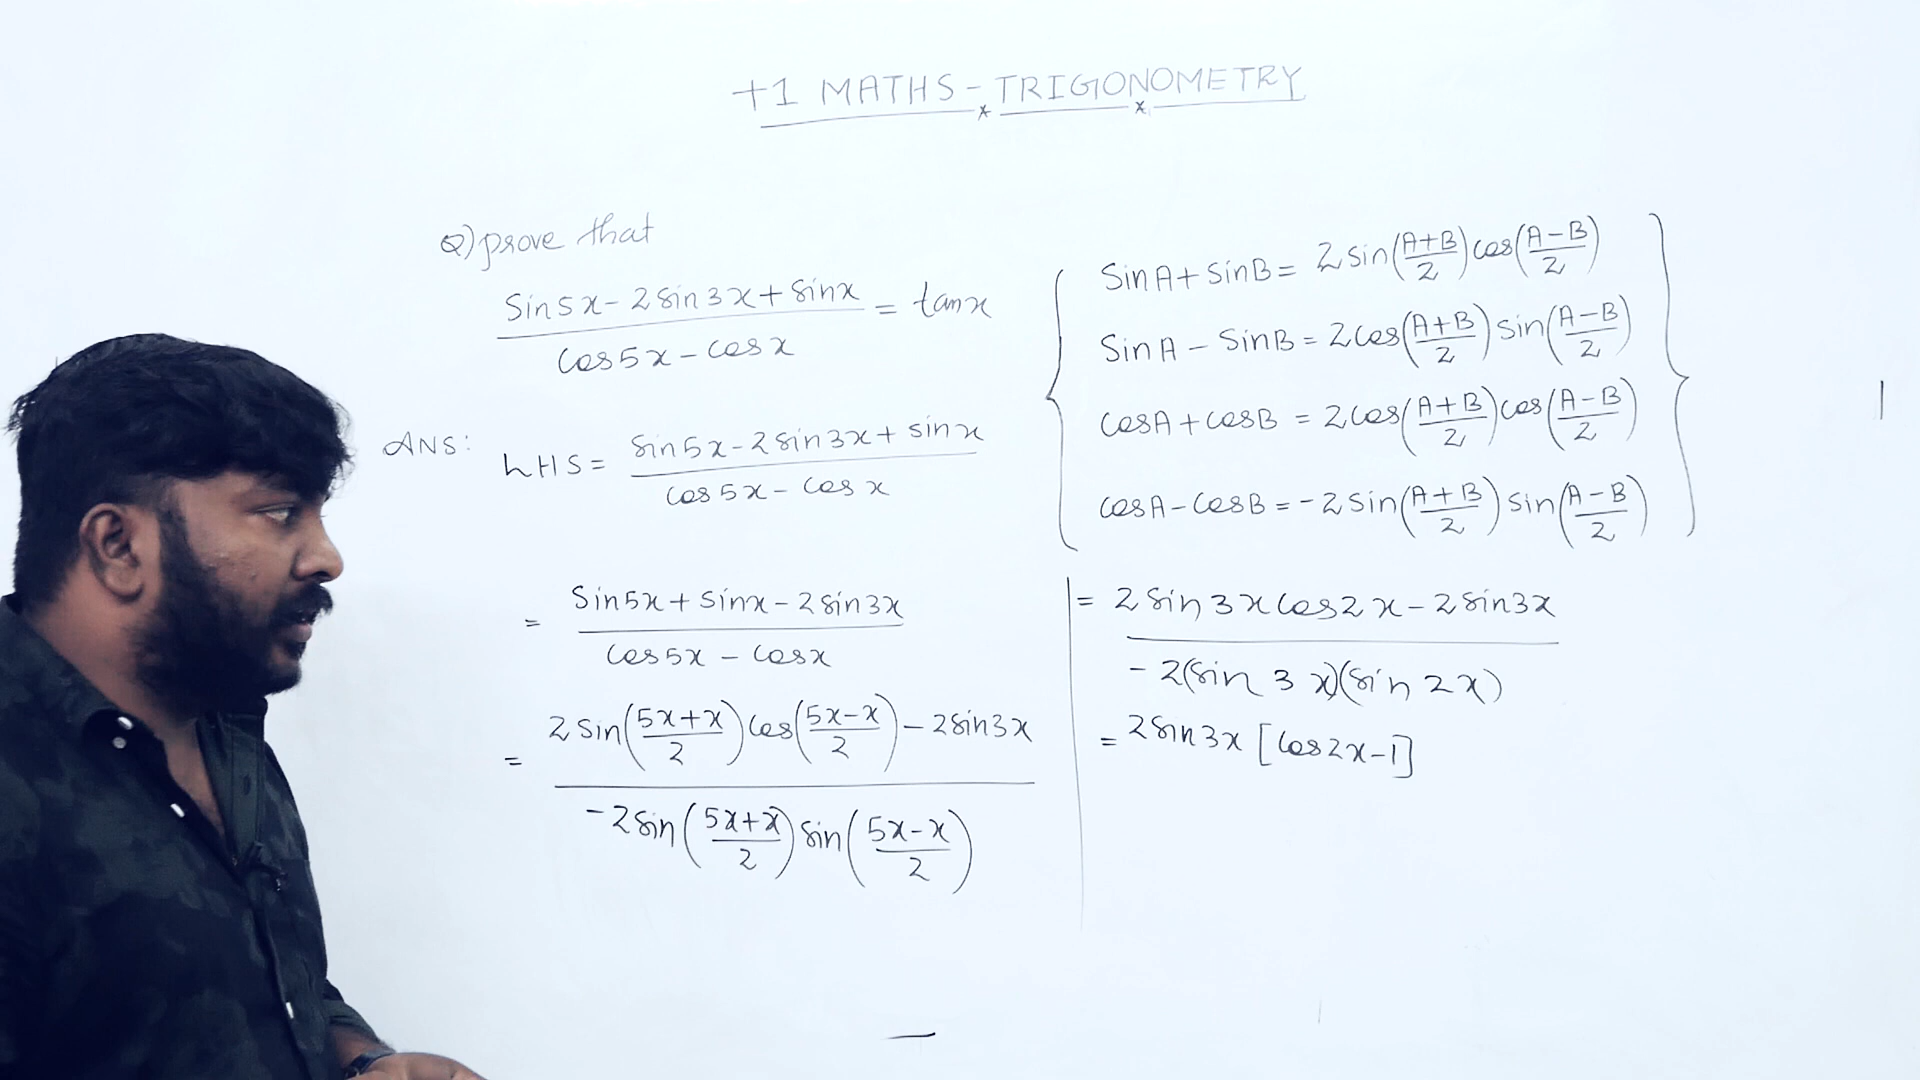 +1 MATHS - TRIGONOMETRY
Q) prove that
Sin5x - 2sin3x + sinx / cos5x - cosx = tanx
ANS: LHS = sin5x - 2sin3x + sinx / cos5x - cosx
= Sin5x + sinx - 2sin3x / cos5x - cosx
= 2sin(5x+x/2)cos(5x-x/2) - 2sin3x / -2sin(5x+x/2)sin(5x-x/2)
SinA + sinB = 2sin(A+B/2)cos(A-B/2)
SinA - SinB = 2cos(A+B/2)sin(A-B/2)
cosA + cosB = 2cos(A+B/2)cos(A-B/2)
cosA - cosB = -2sin(A+B/2)sin(A-B/2)
= 2sin3xcos2x - 2sin3x / -2(sin3x)(sin2x)
= 2sin3x[cos2x-1]